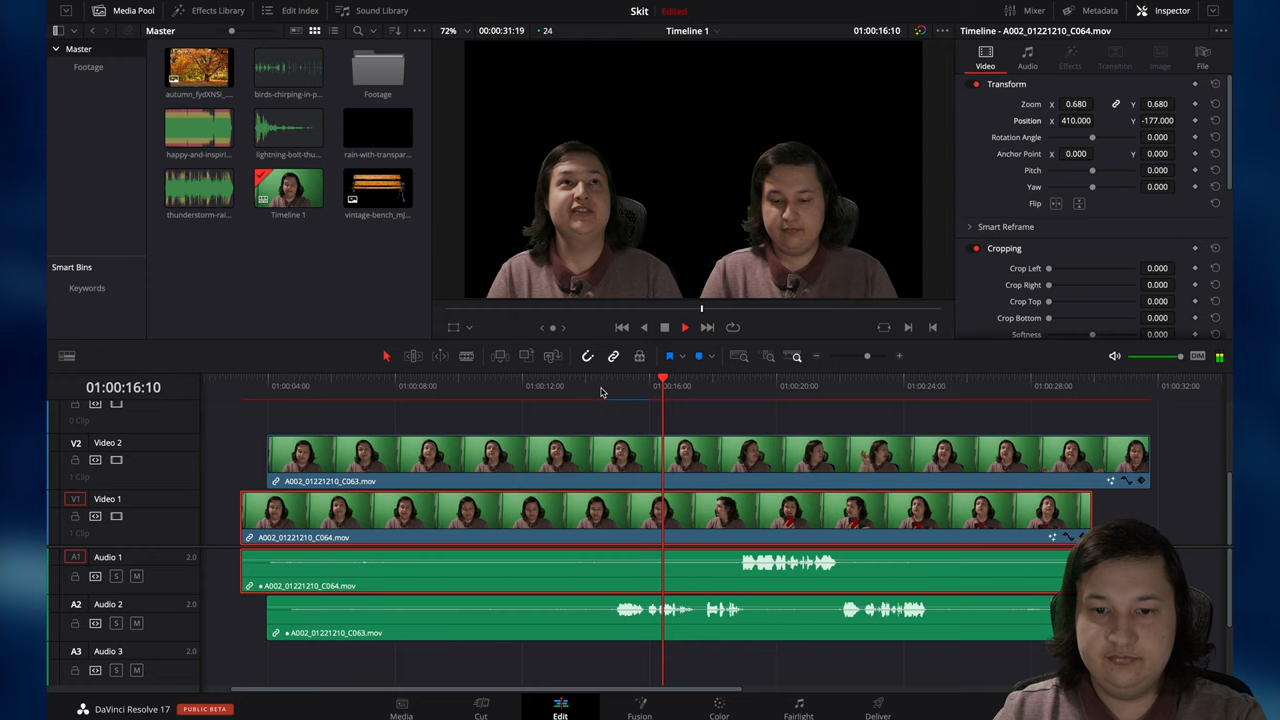 Media Pool Effects Library Edit Index Sound Library Skit Edited Mixer Metadata Inspector
Master 72% 00:00:31:19 24 Timeline 1 01:00:16:10 Timeline - A002_01221210_C064.mov
Master
Footage
autumn_fydXNSi_... birds-chirping-in-p... Footage
happy-and-inspirI... lightning-bolt-thu... rain-with-transpar...
thunderstorm-rai... Timeline 1 vintage-bench_mJ...
Smart Bins
Keywords
Video Audio Effects Transition Image File
Transform
Zoom X 0.680 Y 0.680
Position X 410.000 Y -177.000
Rotation Angle 0.000
Anchor Point X 0.000 Y 0.000
Pitch 0.000
Yaw 0.000
Flip
Smart Reframe
Cropping
Crop Left 0.000
Crop Right 0.000
Crop Top 0.000
Crop Bottom 0.000
Softness 0.000
DIM
01:00:16:10 01:00:04:00 01:00:08:00 01:00:12:00 01:00:16:00 01:00:20:00 01:00:24:00 01:00:28:00 01:00:32:00
0 Clip
V2 Video 2
1 Clip
A002_01221210_C063.mov
V1 Video 1
1 Clip
A002_01221210_C064.mov
A1 Audio 1 2.0
S M
A002_01221210_C064.mov
A2 Audio 2 2.0
S M
A002_01221210_C063.mov
A3 Audio 3 2.0
S M
DaVinci Resolve 17 PUBLIC BETA
Media Cut Edit Fusion Color Fairlight Deliver